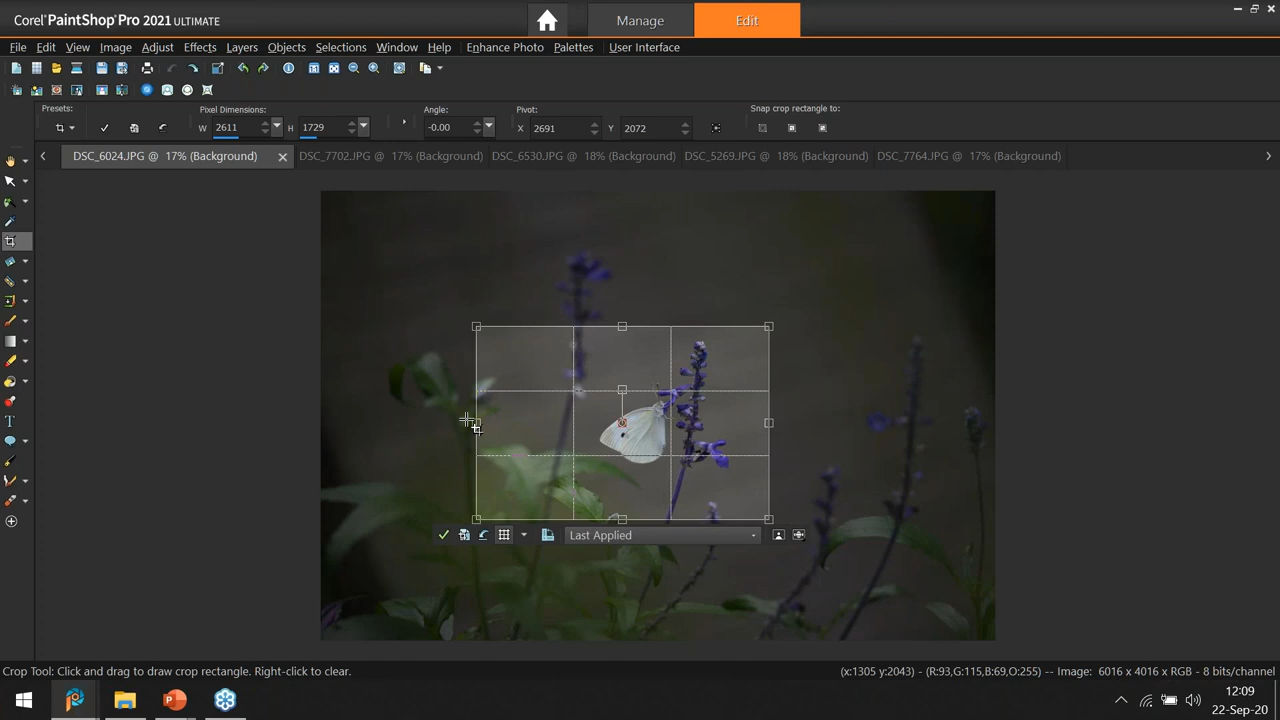 Corel® PaintShop® Pro 2021 ULTIMATE
Manage
Edit
File Edit View Image Adjust Effects Layers Objects Selections Window Help Enhance Photo Palettes User Interface
Presets:
Pixel Dimensions:
Angle:
Pivot:
Snap crop rectangle to:
W 2611 H 1729 -0.00 X 2691 Y 2072
DSC_6024.JPG @ 17% (Background) DSC_7702.JPG @ 17% (Background) DSC_6530.JPG @ 18% (Background) DSC_5269.JPG @ 18% (Background) DSC_7764.JPG @ 17% (Background)
Last Applied
Crop Tool: Click and drag to draw crop rectangle. Right-click to clear.
(x:1305 y:2043) - (R:93,G:115,B:69,O:255) -- Image: 6016 x 4016 x RGB - 8 bits/channel
12:09
22-Sep-20